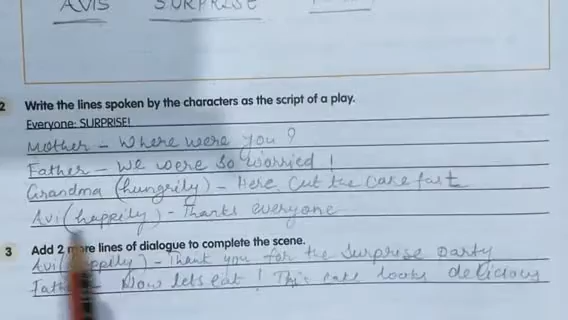 AVIS SURPRISE
2 Write the lines spoken by the characters as the script of a play.
Everyone: SURPRISE!
Mother - Where were you ?
Father - We were so worried !
Grandma (hungrily) - Here cut the cake fast
Avi (happily) - Thanks everyone
3 Add 2 more lines of dialogue to complete the scene.
Avi (happily) - Thank you for the surprise party
Father - Now lets eat ! This cake looks delicious